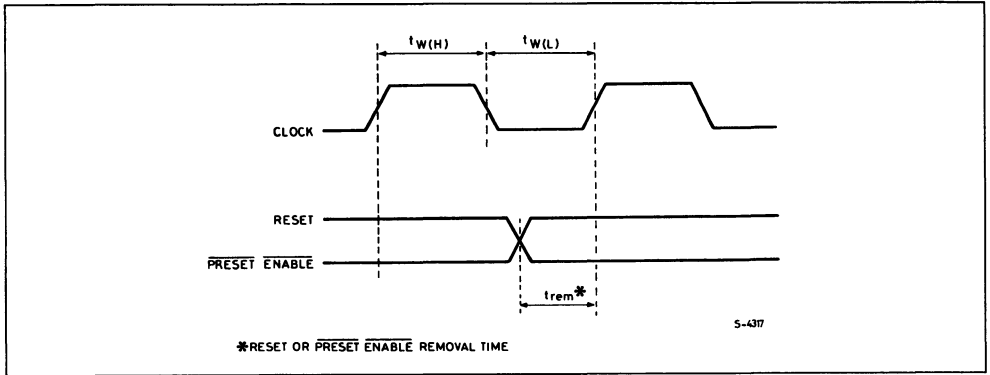 tW(H) tW(L)
CLOCK
RESET
PRESET ENABLE
trem*
S-4317
*RESET OR PRESET ENABLE REMOVAL TIME